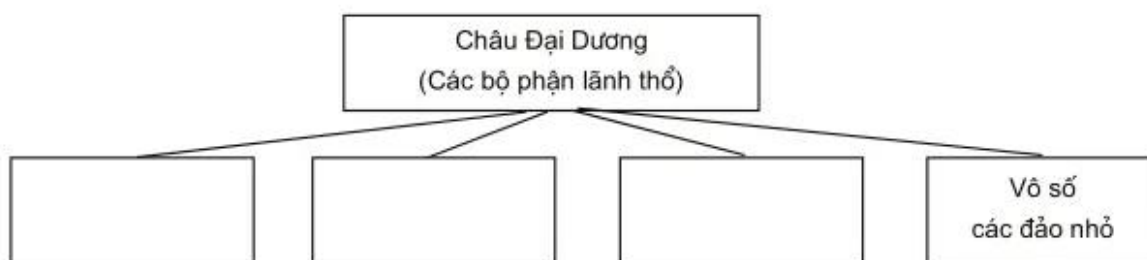 Châu Đại Dương
(Các bộ phận lãnh thổ)
Vô số
các đảo nhỏ